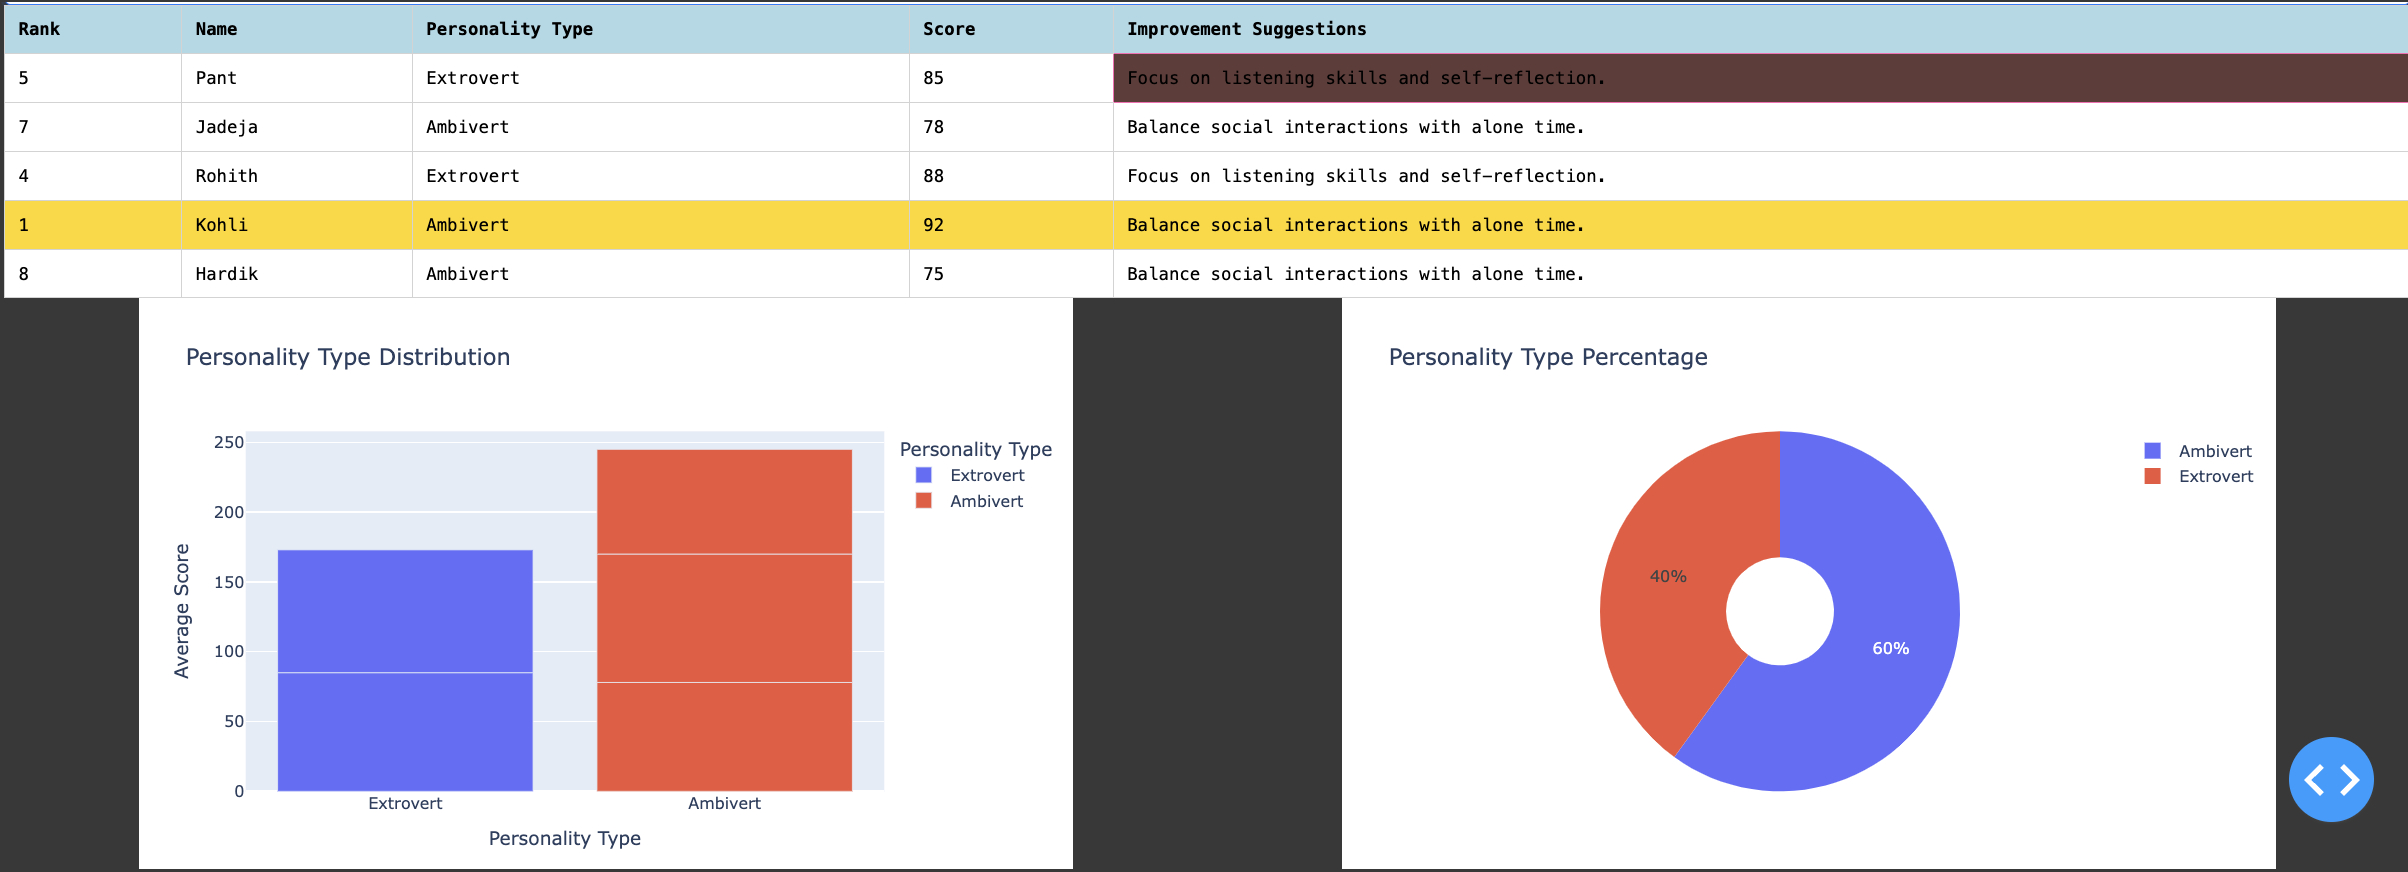 Rank Name Personality Type Score Improvement Suggestions
5 Pant Extrovert 85 Focus on listening skills and self-reflection.
7 Jadeja Ambivert 78 Balance social interactions with alone time.
4 Rohith Extrovert 88 Focus on listening skills and self-reflection.
1 Kohli Ambivert 92 Balance social interactions with alone time.
8 Hardik Ambivert 75 Balance social interactions with alone time.
Personality Type Distribution
250
200
150
100
50
0
Average Score
Extrovert Ambivert
Personality Type
Personality Type
Extrovert
Ambivert
Personality Type Percentage
40%
60%
Ambivert
Extrovert